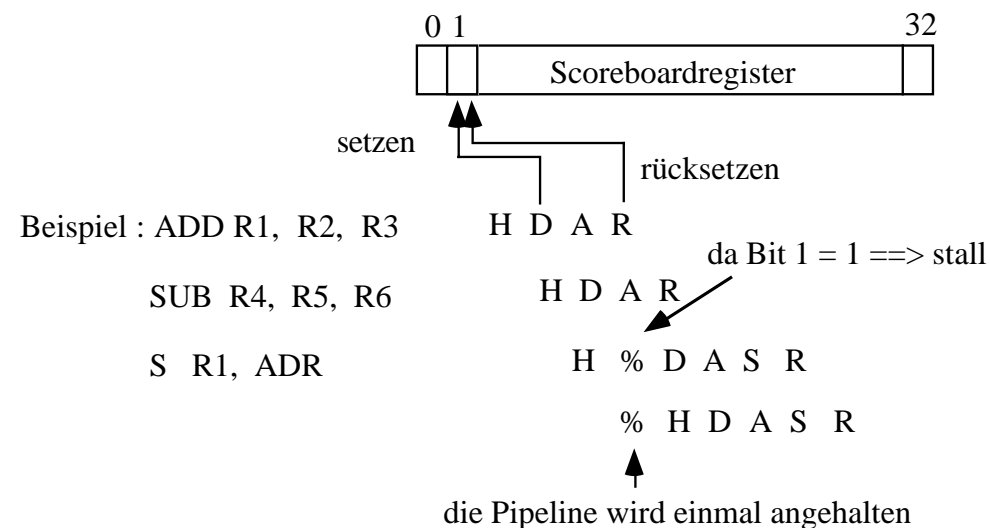 0 1 32
Scoreboardregister
setzen
rücksetzen
Beispiel : ADD R1, R2, R3 H D A R
da Bit 1 = 1 ==> stall
SUB R4, R5, R6 H D A R
S R1, ADR H % D A S R
% H D A S R
die Pipeline wird einmal angehalten